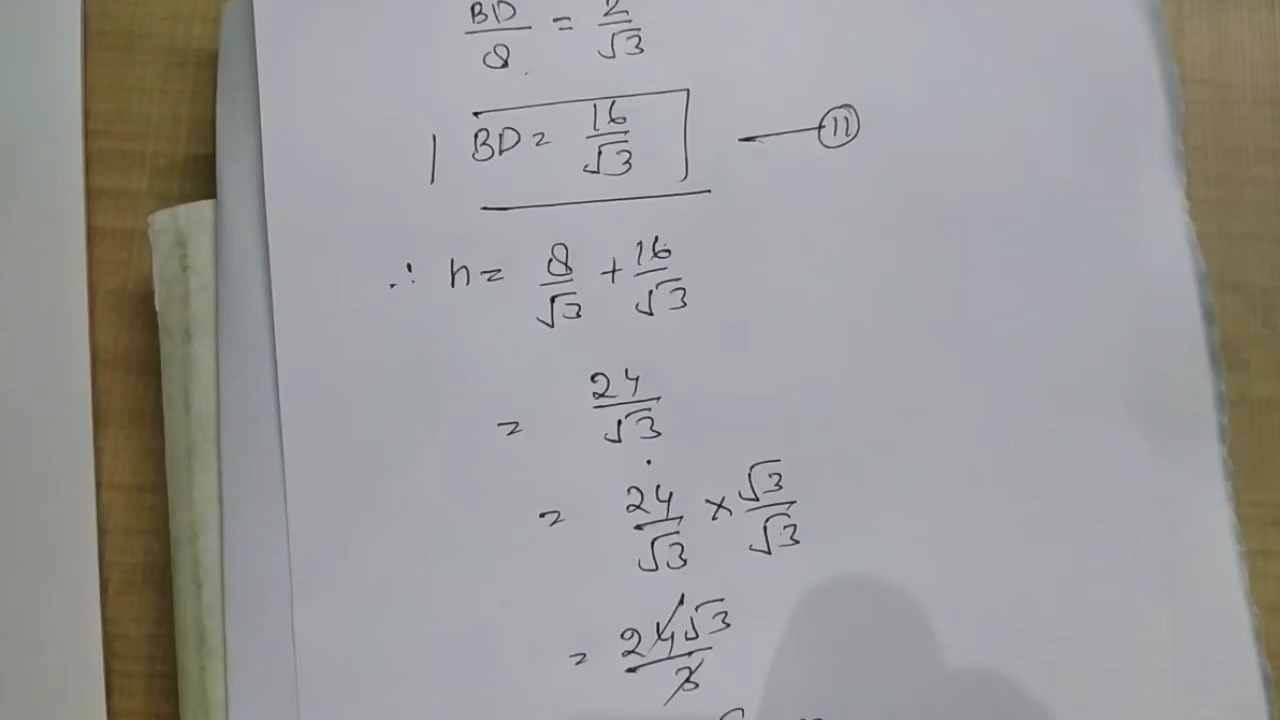 BD/8 = 2/√3
BD = 16/√3 — (11)
∴ h = 8/√3 + 16/√3
= 24/√3
= 24/√3 × √3/√3
= 24√3/3